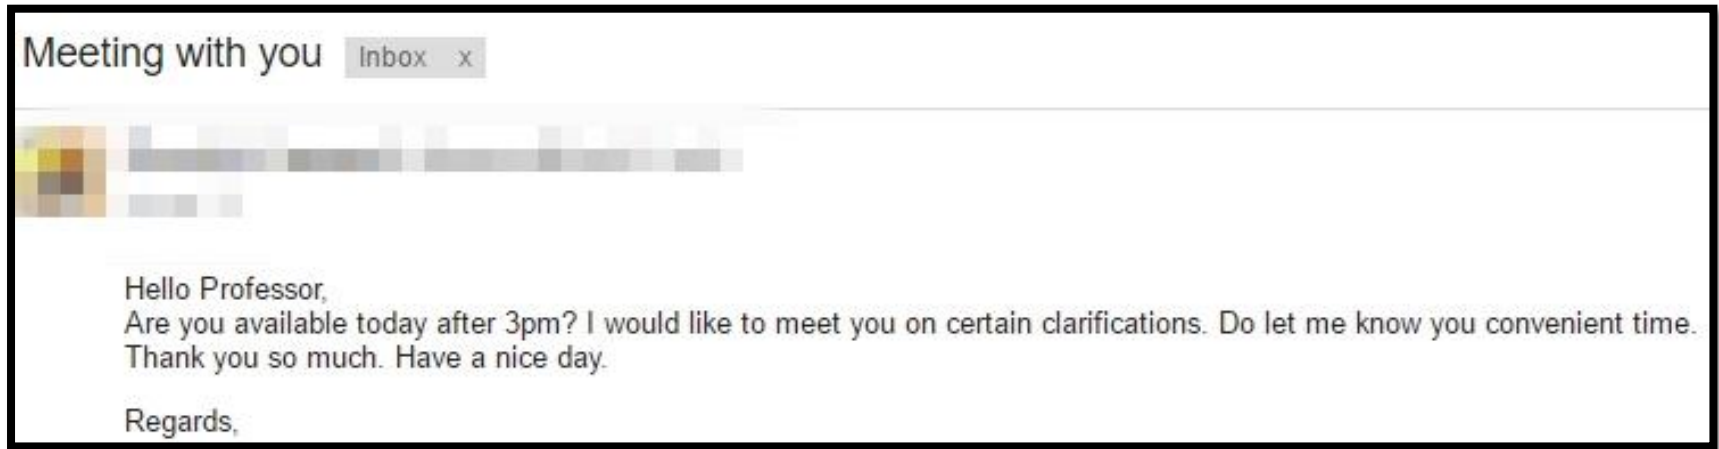 Meeting with you Inbox x
Hello Professor,
Are you available today after 3pm? I would like to meet you on certain clarifications. Do let me know you convenient time.
Thank you so much. Have a nice day.
Regards,